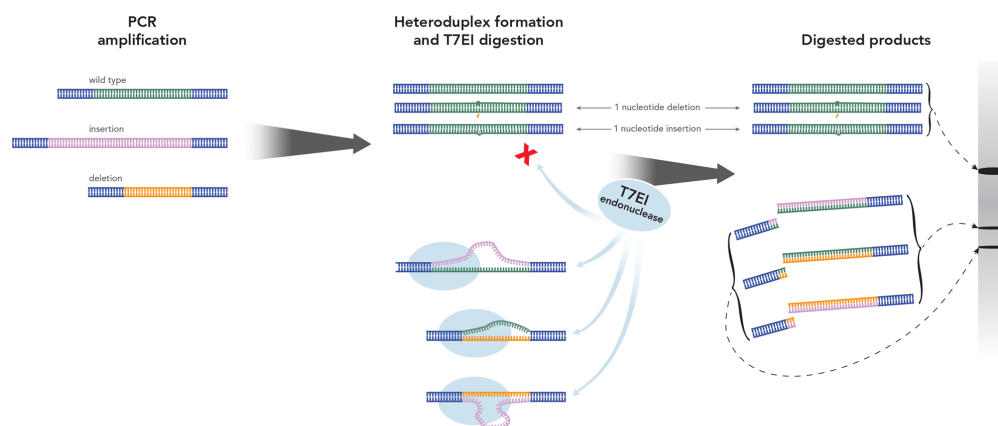 PCR
amplification
Heteroduplex formation
and T7EI digestion
Digested products
wild type
insertion
deletion
1 nucleotide deletion
1 nucleotide insertion
T7EI
endonuclease